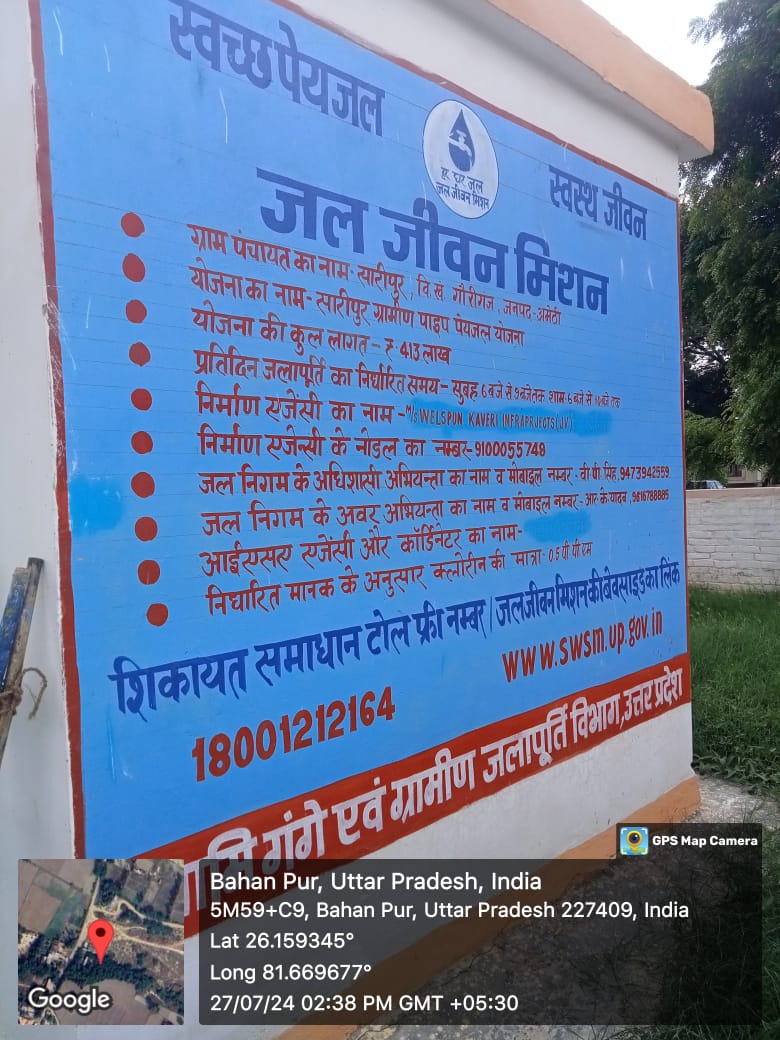 स्वच्छ पेयजल
हर घर जल
जल जीवन मिशन
स्वस्थ जीवन
जल जीवन मिशन
ग्राम पंचायत का नाम- सारीपुर, वि.खं. गौरीगंज, जनपद-अमेठी
योजना का नाम- सारीपुर ग्रामीण पाइप पेयजल योजना
योजना की कुल लागत - ₹ 413 लाख
प्रतिदिन जलापूर्ति का निर्धारित समय- सुबह 6 बजे से 9 बजे तक शाम- 6 बजे से बजे तक
निर्माण एजेंसी का नाम - M/s WELSPUN KAVERI INFRAPROJECTS (JV)
निर्माण एजेन्सी के नोडल का नम्बर-9100055748
जल निगम के अधिशासी अभियन्ता का नाम व मोबाइल नम्बर - वी.पी. सिंह, 9473942559
जल निगम के अवर अभियन्ता का नाम व मोबाइल नम्बर- आर के यादव, 9616788885
आईएसए एजेंसी और कॉर्डिनेटर का नाम-
निर्धारित मानक के अनुसार क्लोरीन की मात्रा- 0.5 पी पी एम
शिकायत समाधान टोल फ्री नम्बर / जल जीवन मिशन की वेबसाइड का लिंक
18001212164
www.swsm.up.gov.in
नमामि गंगे एवं ग्रामीण जलापूर्ति विभाग, उत्तर प्रदेश
GPS Map Camera
Google
Bahan Pur, Uttar Pradesh, India
5M59+C9, Bahan Pur, Uttar Pradesh 227409, India
Lat 26.159345°
Long 81.669677°
27/07/24 02:38 PM GMT +05:30